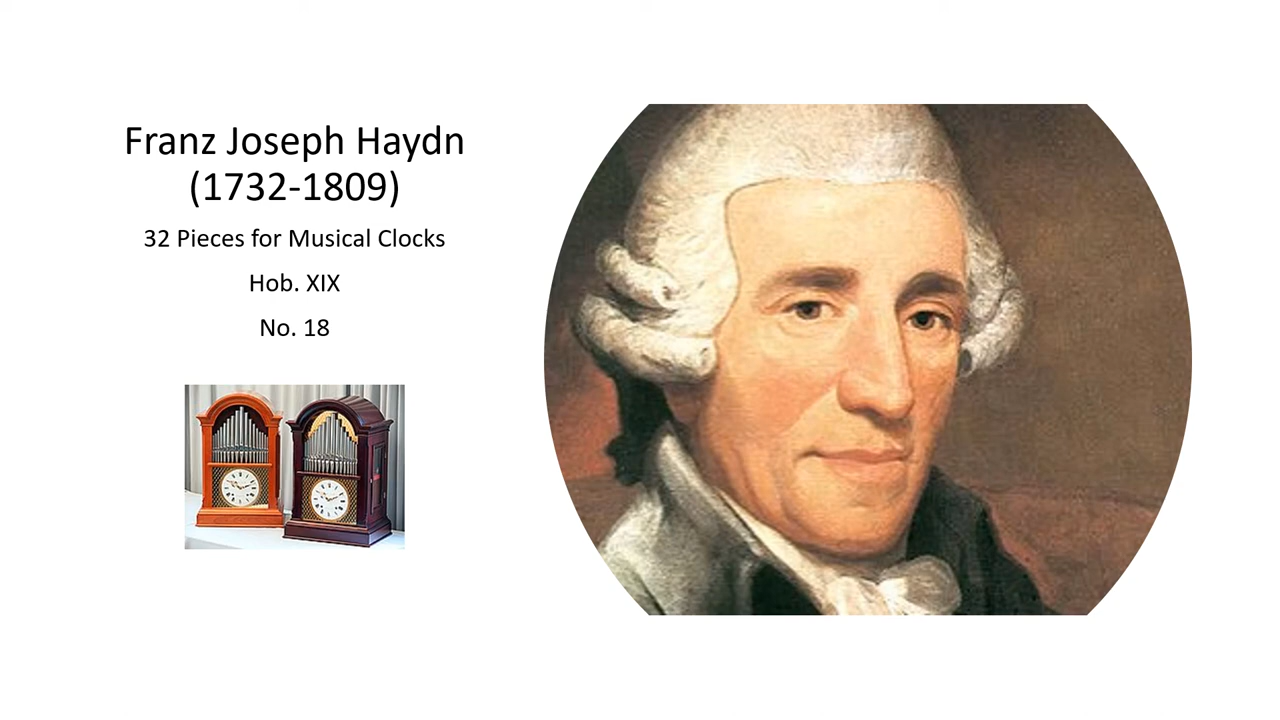 Franz Joseph Haydn
(1732-1809)
32 Pieces for Musical Clocks
Hob. XIX
No. 18